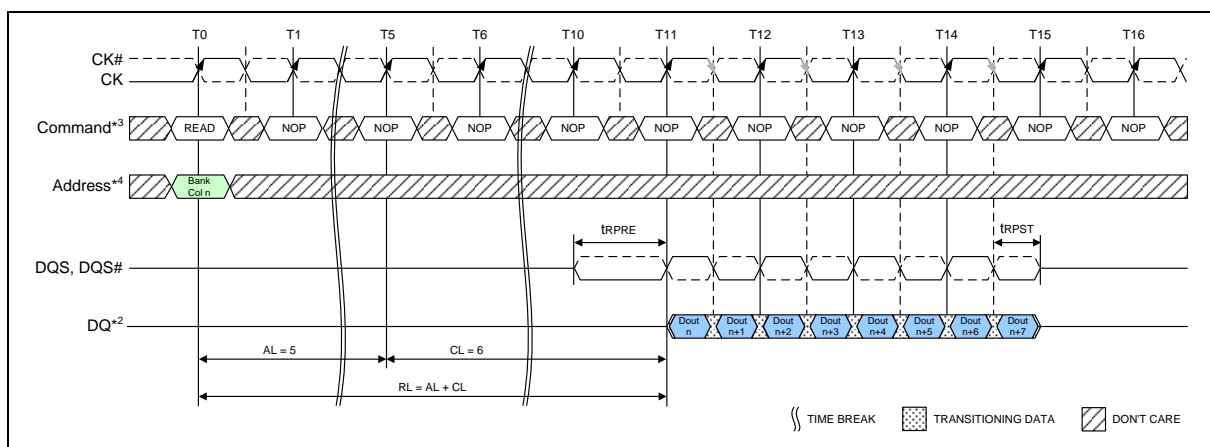 T0 T1 T5 T6 T10 T11 T12 T13 T14 T15 T16
CK#
CK
Command*3 READ NOP NOP NOP NOP NOP NOP NOP NOP NOP NOP
Address*4 Bank Col n
tRPRE tRPST
DQS, DQS#
DQ*2 Dout n Dout n+1 Dout n+2 Dout n+3 Dout n+4 Dout n+5 Dout n+6 Dout n+7
AL = 5 CL = 6
RL = AL + CL
TIME BREAK TRANSITIONING DATA DON'T CARE